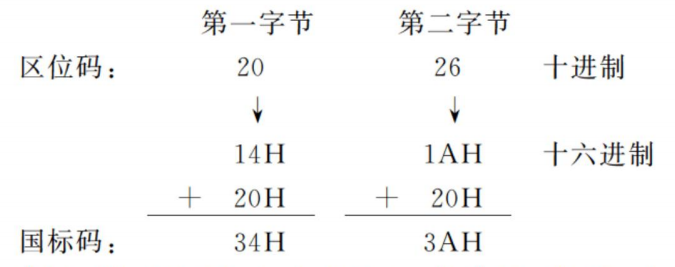 第一字节 第二字节
区位码： 20 26 十进制
↓ ↓
14H 1AH 十六进制
＋ 20H ＋ 20H
国标码： 34H 3AH